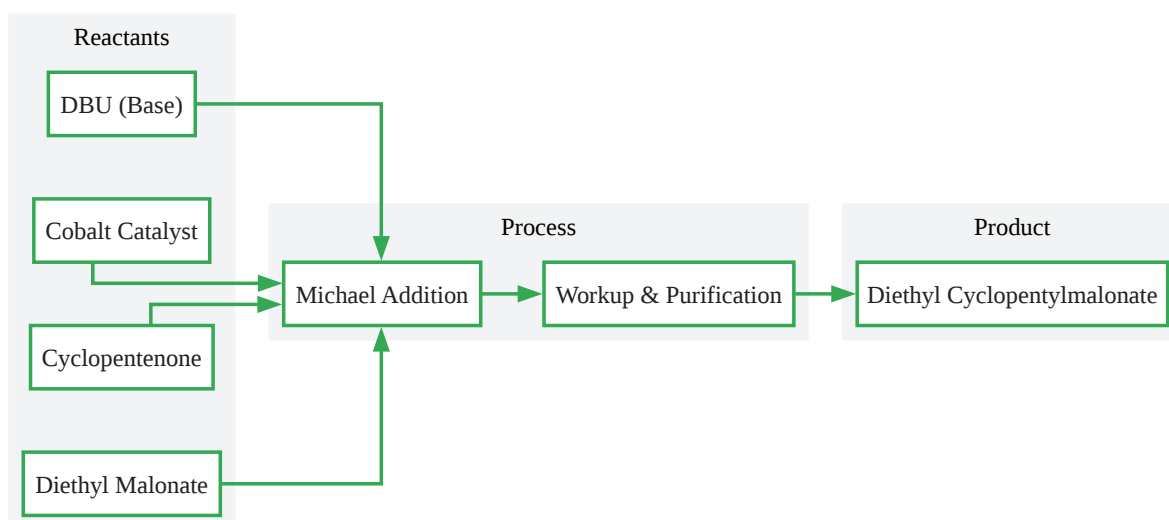 Reactants
DBU (Base)
Cobalt Catalyst
Cyclopentenone
Diethyl Malonate
Process
Michael Addition
Workup & Purification
Product
Diethyl Cyclopentylmalonate